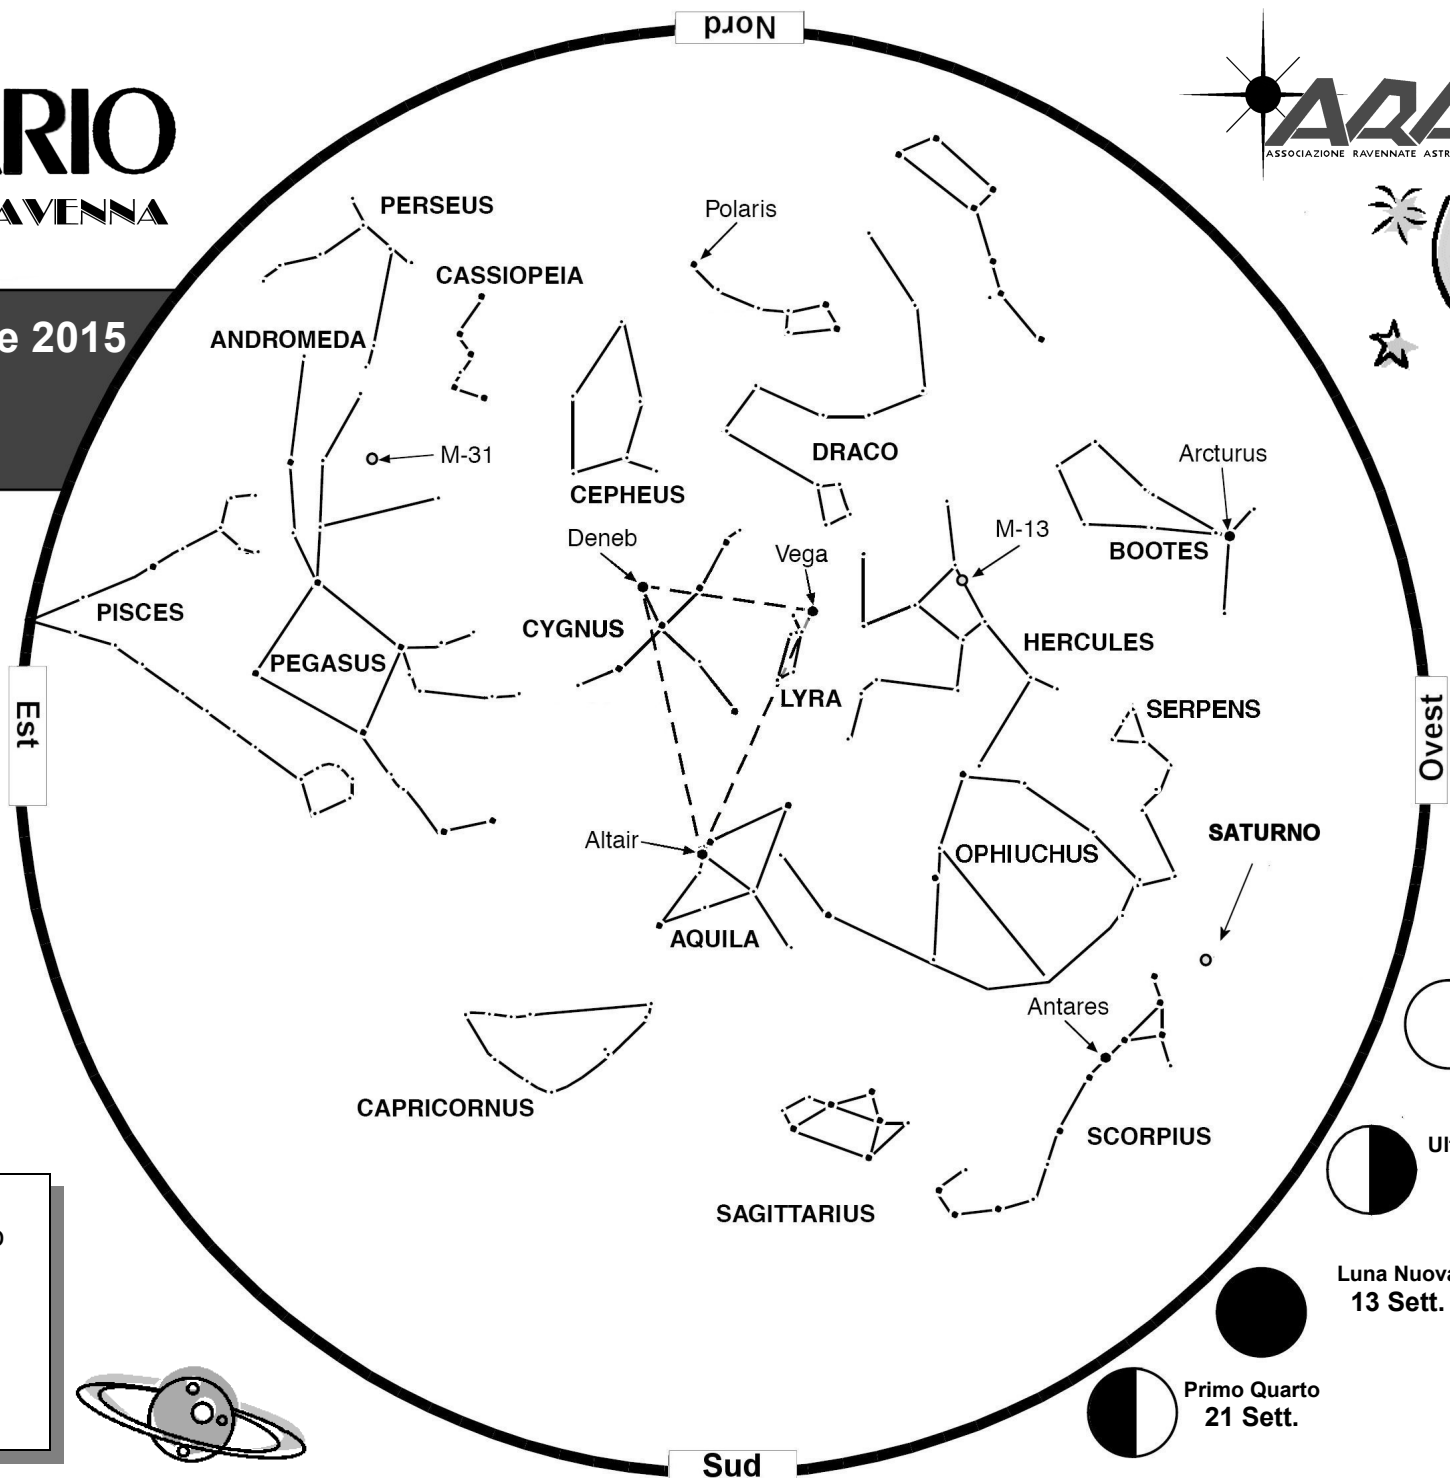 Nord
RIO
AVENNA
ASSOCIAZIONE RAVENNATE ASTR
e 2015
PERSEUS
Polaris
CASSIOPEIA
ANDROMEDA
M-31
DRACO
Arcturus
CEPHEUS
Deneb
Vega
M-13
BOOTES
PISCES
CYGNUS
HERCULES
PEGASUS
LYRA
SERPENS
Est
Ovest
SATURNO
Altair
OPHIUCHUS
AQUILA
Antares
CAPRICORNUS
SCORPIUS
SAGITTARIUS
Ul
o
Luna Nuova
13 Sett.
Primo Quarto
21 Sett.
Sud